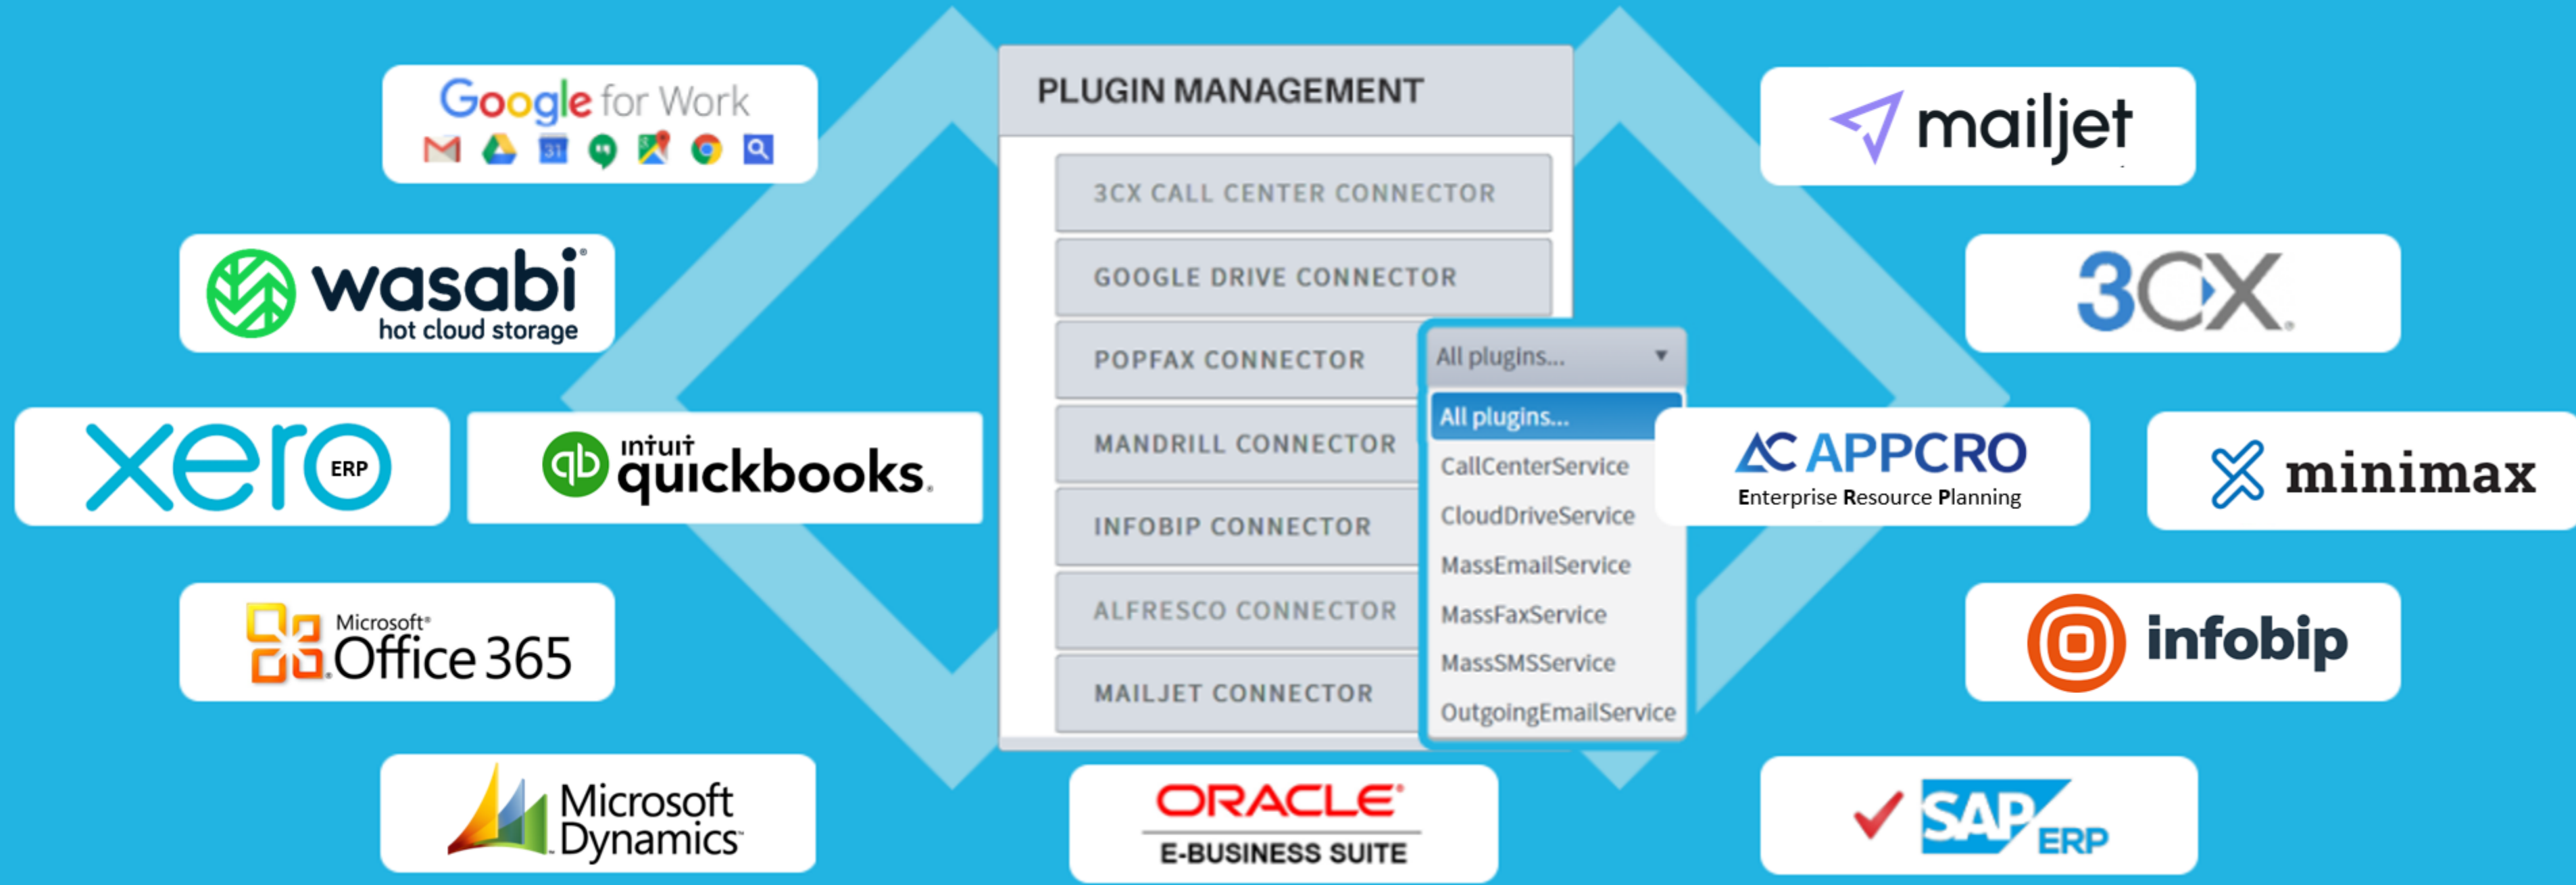 Google for Work
31
wasabi®
hot cloud storage
xero
ERP
intuit
quickbooks.
Microsoft®
Office 365
Microsoft
Dynamics™
PLUGIN MANAGEMENT
3CX CALL CENTER CONNECTOR
GOOGLE DRIVE CONNECTOR
POPFAX CONNECTOR
MANDRILL CONNECTOR
INFOBIP CONNECTOR
ALFRESCO CONNECTOR
MAILJET CONNECTOR
All plugins...
All plugins...
CallCenterService
CloudDriveService
MassEmailService
MassFaxService
MassSMSService
OutgoingEmailService
ORACLE®
E-BUSINESS SUITE
mailjet
3CX®
AC APPCRO
Enterprise Resource Planning
minimax
infobip
SAP ERP